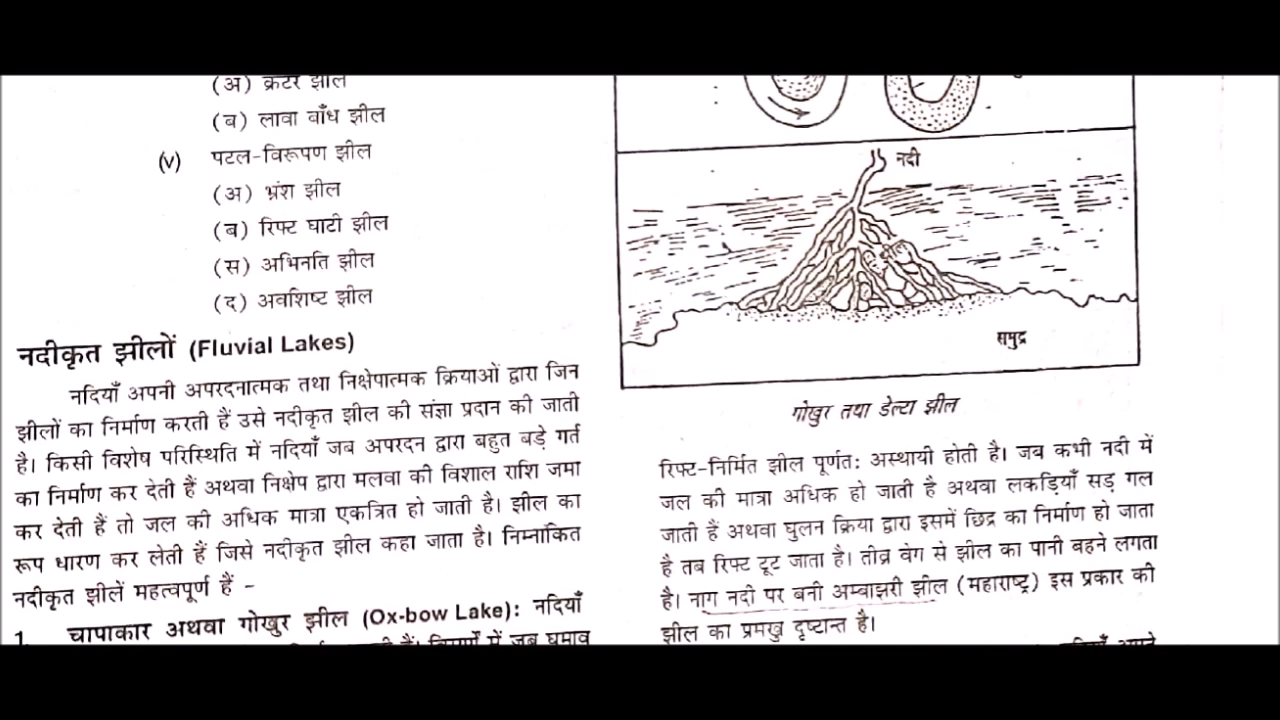 (अ) क्रेटर झील
(ब) लावा बाँध झील
(v) पटल-विरूपण झील
(अ) भ्रंश झील
(ब) रिफ्ट घाटी झील
(स) अभिनति झील
(द) अवशिष्ट झील
नदीकृत झीलों (Fluvial Lakes)
नदियाँ अपनी अपरदनात्मक तथा निक्षेपात्मक क्रियाओं द्वारा जिन
झीलों का निर्माण करती हैं उसे नदीकृत झील की संज्ञा प्रदान की जाती
है। किसी विशेष परिस्थिति में नदियाँ जब अपरदन द्वारा बहुत बड़े गर्त
का निर्माण कर देती हैं अथवा निक्षेप द्वारा मलवा की विशाल राशि जमा
कर देती हैं तो जल की अधिक मात्रा एकत्रित हो जाती है। झील का
रूप धारण कर लेती हैं जिसे नदीकृत झील कहा जाता है। निम्नांकित
नदीकृत झीलें महत्वपूर्ण हैं -
1. चापाकार अथवा गोखुर झील (Ox-bow Lake): नदियाँ
में जब घुमाव
नदी
समुद्र
गोखुर तथा डेल्टा झील
रिफ्ट-निर्मित झील पूर्णत: अस्थायी होती है। जब कभी नदी में
जल की मात्रा अधिक हो जाती है अथवा लकड़ियाँ सड़ गल
जाती हैं अथवा घुलन क्रिया द्वारा इसमें छिद्र का निर्माण हो जाता
है तब रिफ्ट टूट जाता है। तीव्र वेग से झील का पानी बहने लगता
है। नाग नदी पर बनी अम्बाझरी झील (महाराष्ट्र) इस प्रकार की
झील का प्रमखु दृष्टान्त है।